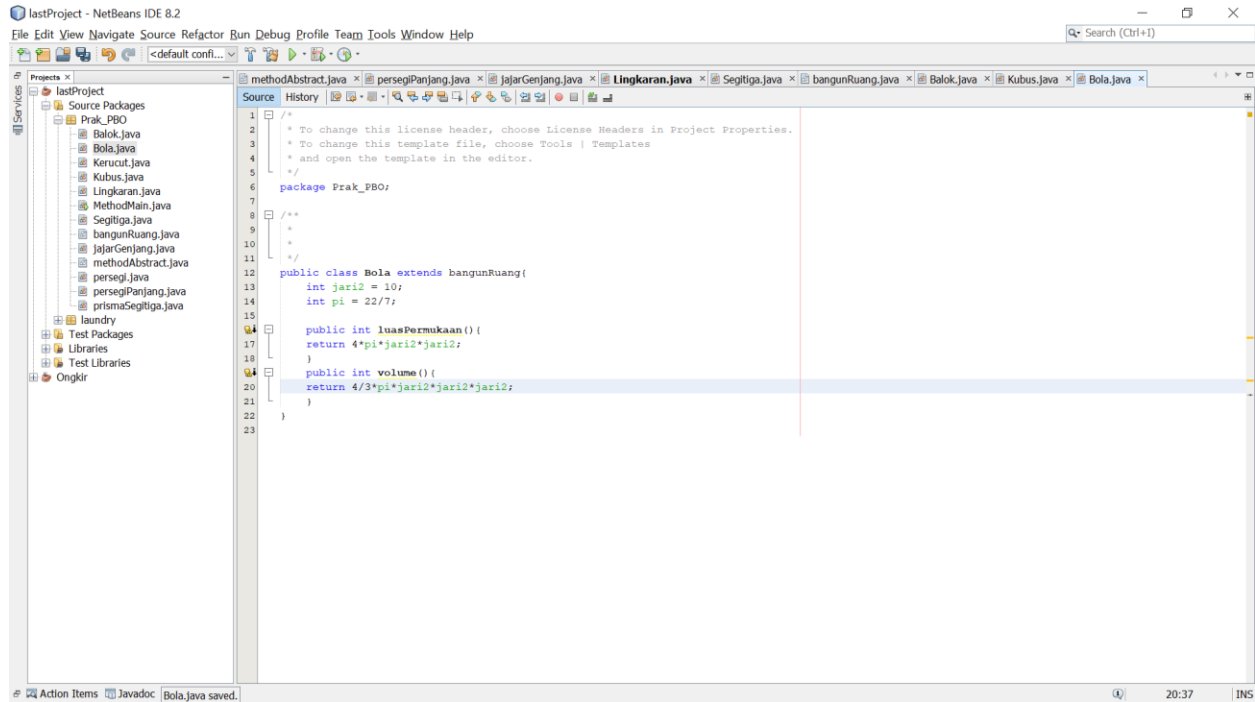 lastProject - NetBeans IDE 8.2
File Edit View Navigate Source Refactor Run Debug Profile Team Tools Window Help
Search (Ctrl+I)
<default confi...
Projects
methodAbstract.java persegiPanjang.java jajarGenjang.java Lingkaran.java Segitiga.java bangunRuang.java Balok.java Kubus.java Bola.java
Services
lastProject
Source Packages
Prak_PBO
Balok.java
Bola.java
Kerucut.java
Kubus.java
Lingkaran.java
MethodMain.java
Segitiga.java
bangunRuang.java
jajarGenjang.java
methodAbstract.java
persegi.java
persegiPanjang.java
prismaSegitiga.java
laundry
Test Packages
Libraries
Test Libraries
Ongkir
Source History
1 /*
2 * To change this license header, choose License Headers in Project Properties.
3 * To change this template file, choose Tools | Templates
4 * and open the template in the editor.
5 */
6 package Prak_PBO;
7
8 /**
9 *
10 *
11 */
12 public class Bola extends bangunRuang{
13 int jari2 = 10;
14 int pi = 22/7;
15
public int luasPermukaan(){
17 return 4*pi*jari2*jari2;
18 }
public int volume(){
20 return 4/3*pi*jari2*jari2*jari2;
21 }
22 }
23
Action Items Javadoc Bola.java saved.
20:37 INS